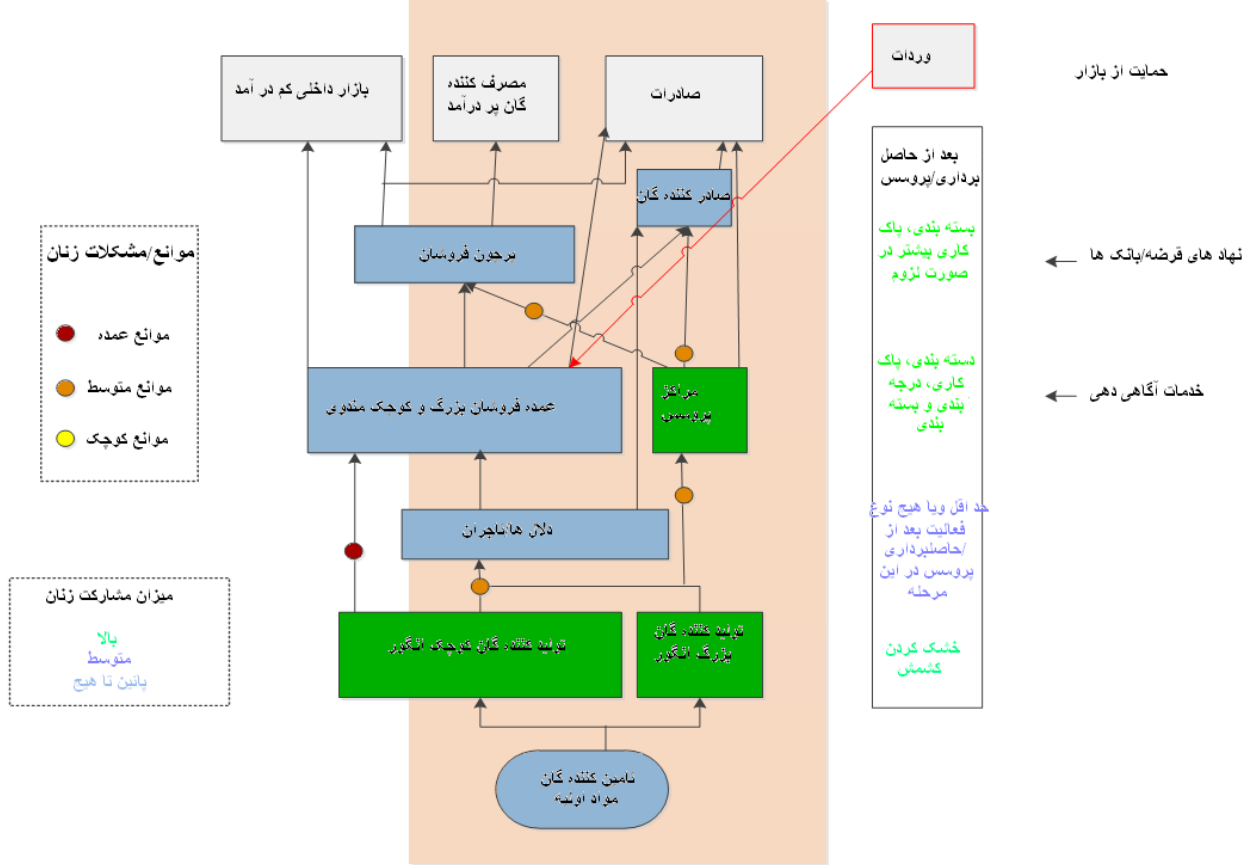 وردات
حمایت از بازار
صادرات
مصرف کننده
گان پر درآمد
بازار داخلی کم در آمد
بعد از حاصل
برداری/پروسس
صادر کننده گان
بسته بندی، پاک
کاری بیشتر در
صورت لزوم
نهاد های قرضه/بانک ها
پرچون فروشان
موانع/مشکلات زنان
موانع عمده
موانع متوسط
موانع کوچک
دسته بندی، پاک
کاری، درجه
بندی و بسته
بندی
خدمات آگاهی دهی
مراکز
پروسس
عمده فروشان بزرگ و کوچک مندوی
حد اقل ویا هیچ نوع
فعالیت بعد از
حاصلبرداری/
پروسس در این
مرحله
دلال ها/تاجران
میزان مشارکت زنان
بالا
متوسط
پائین تا هیچ
خشک کردن
کشمش
تولید کننده گان
بزرگ انگور
تولید کننده گان کوچک انگور
تامین کننده گان
مواد اولیه